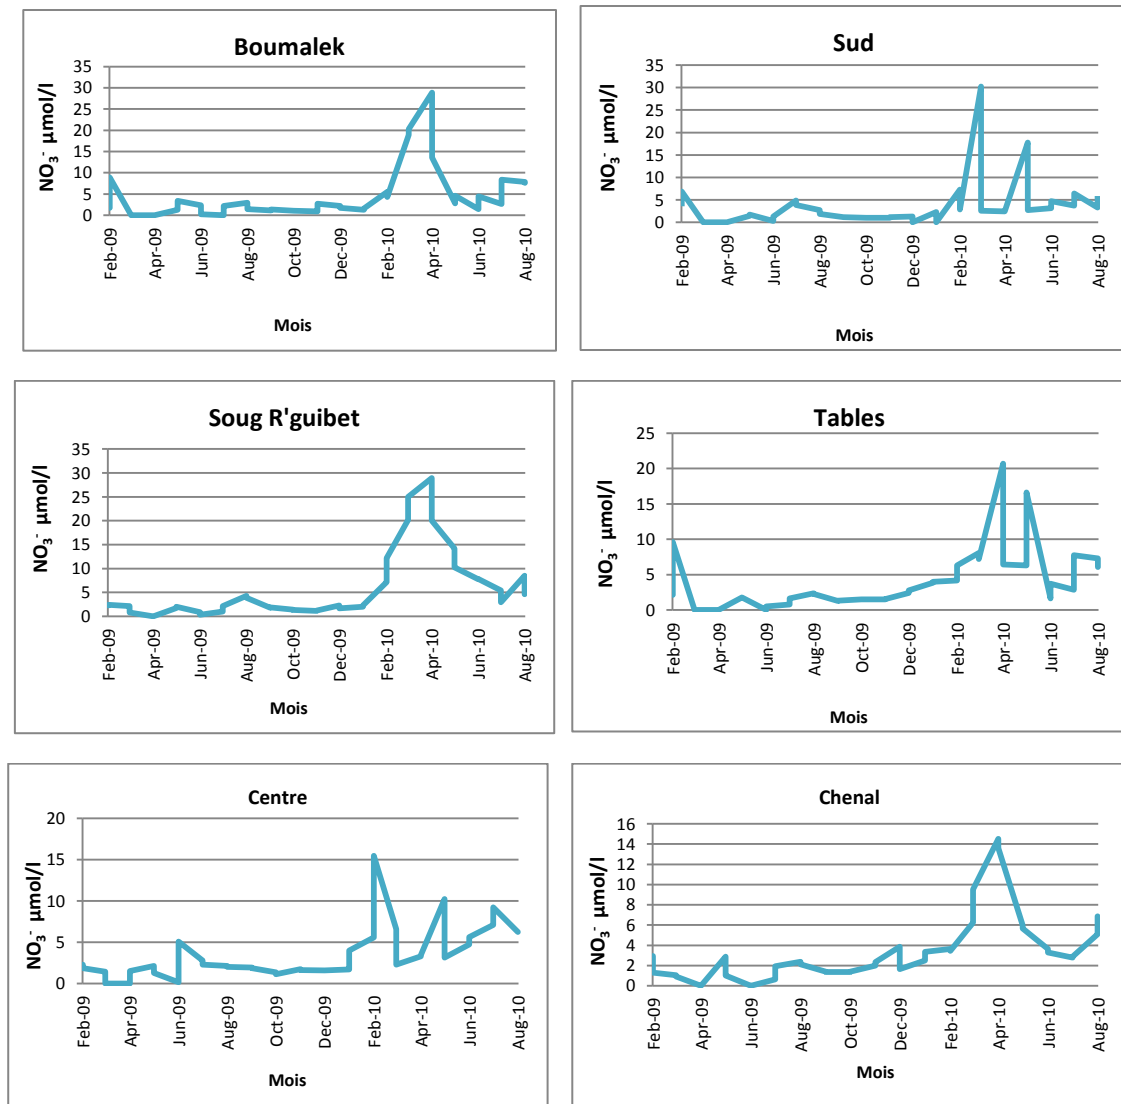 Boumalek
NO₃⁻ µmol/l
35
30
25
20
15
10
5
0
Feb-09
Apr-09
Jun-09
Aug-09
Oct-09
Dec-09
Feb-10
Apr-10
Jun-10
Aug-10
Mois
Sud
NO₃⁻ µmol/l
35
30
25
20
15
10
5
0
Feb-09
Apr-09
Jun-09
Aug-09
Oct-09
Dec-09
Feb-10
Apr-10
Jun-10
Aug-10
Mois
Soug R'guibet
NO₃⁻ µmol/l
35
30
25
20
15
10
5
0
Feb-09
Apr-09
Jun-09
Aug-09
Oct-09
Dec-09
Feb-10
Apr-10
Jun-10
Aug-10
Mois
Tables
NO₃⁻ µmol/l
25
20
15
10
5
0
Feb-09
Apr-09
Jun-09
Aug-09
Oct-09
Dec-09
Feb-10
Apr-10
Jun-10
Aug-10
Mois
Centre
NO₃⁻ µmol/l
20
15
10
5
0
Feb-09
Apr-09
Jun-09
Aug-09
Oct-09
Dec-09
Feb-10
Apr-10
Jun-10
Aug-10
Mois
Chenal
NO₃⁻ µmol/l
16
14
12
10
8
6
4
2
0
Feb-09
Apr-09
Jun-09
Aug-09
Oct-09
Dec-09
Feb-10
Apr-10
Jun-10
Aug-10
Mois